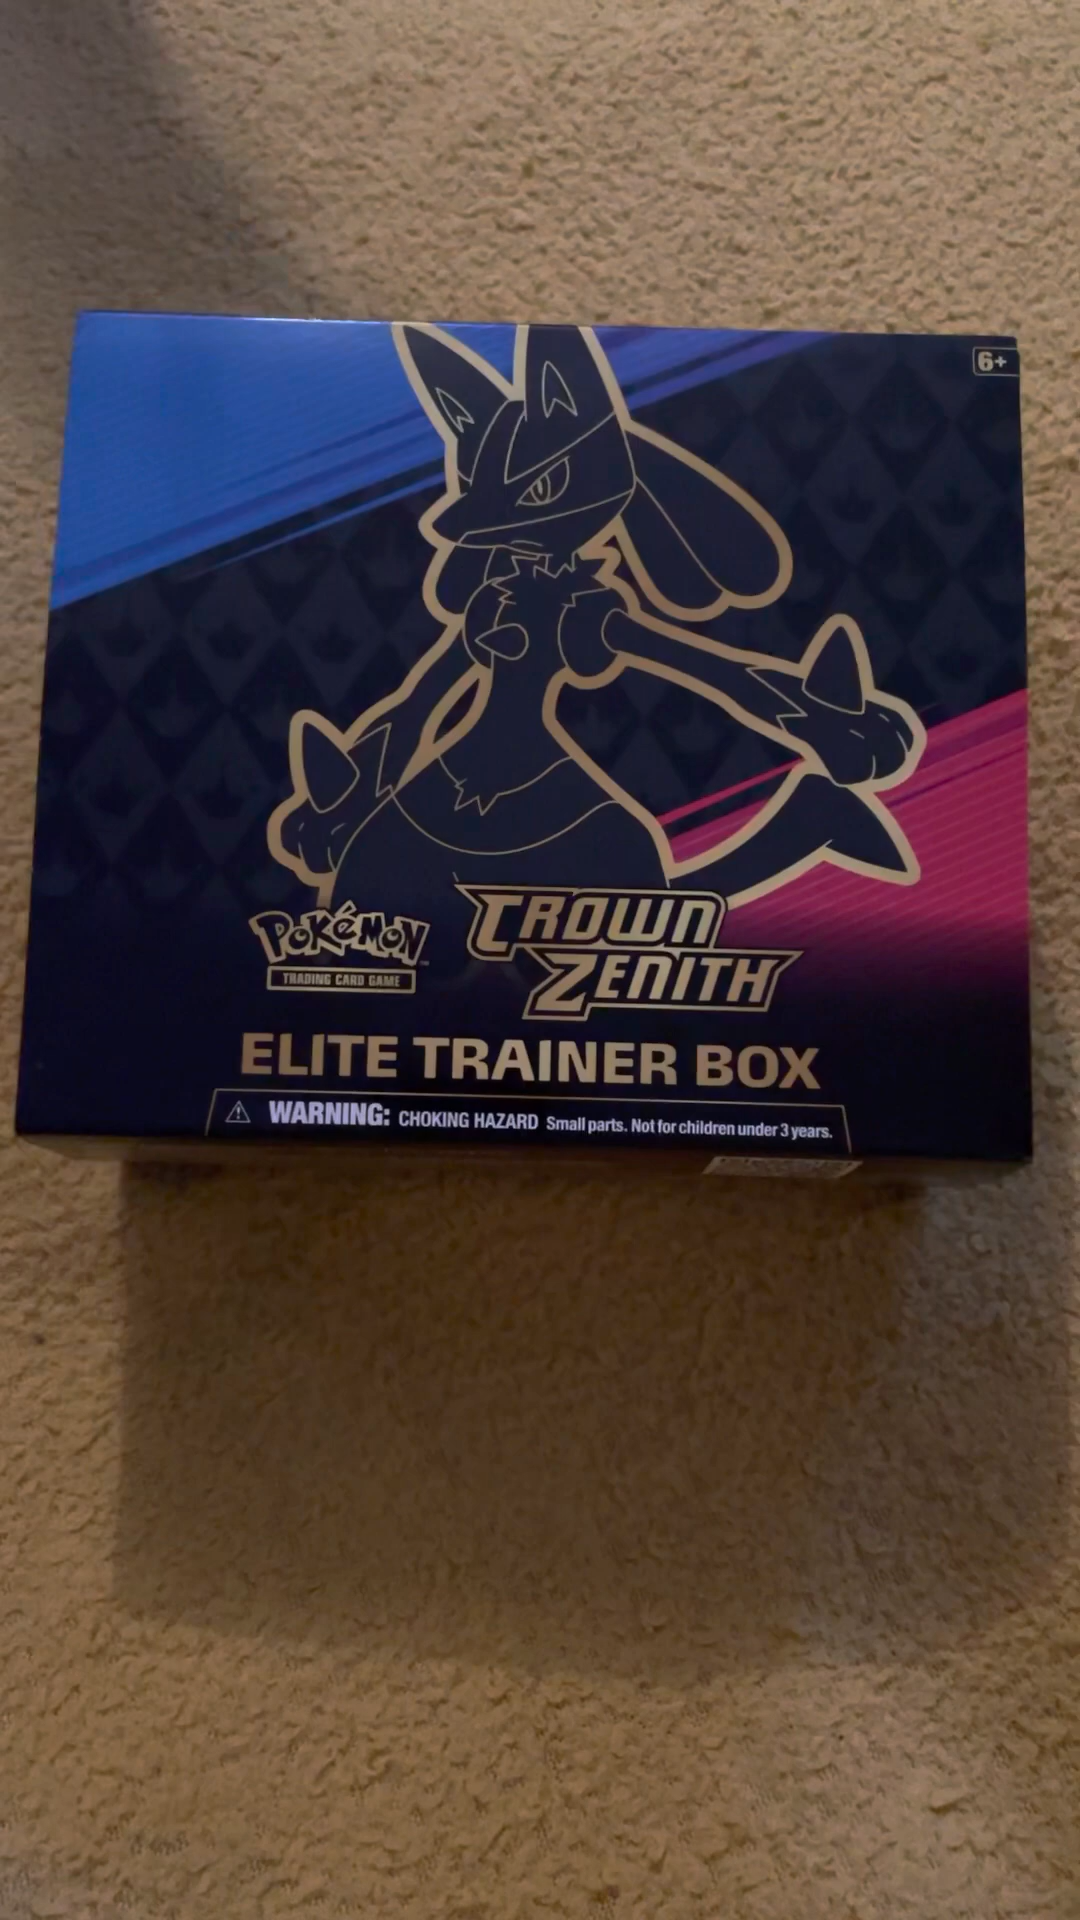 6+
POKéMON™
TRADING CARD GAME
CROWN
ZENITH
ELITE TRAINER BOX
WARNING: CHOKING HAZARD Small parts. Not for children under 3 years.